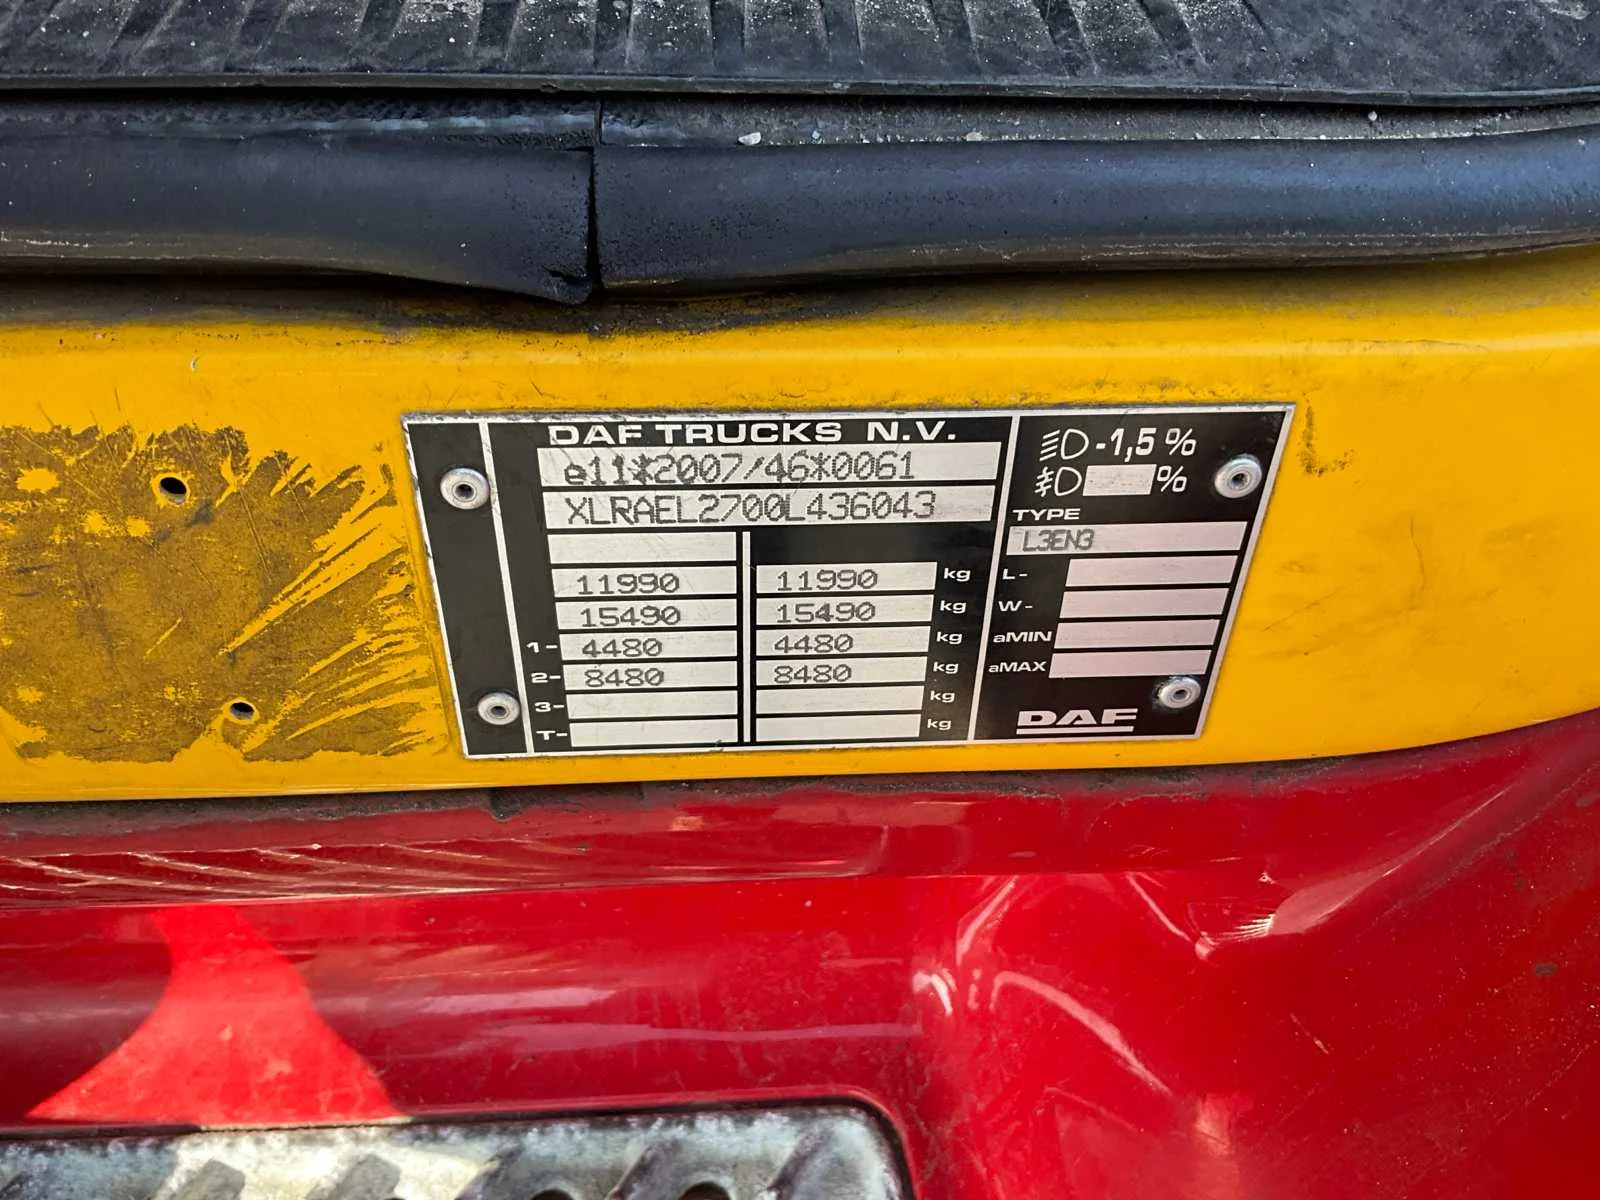 DAF TRUCKS N.V.
e11*2007/46*0061
XLRAEL2700L436043
11990 11990 kg
15490 15490 kg
1- 4480 4480 kg
2- 8480 8480 kg
3- kg
T- kg
-1,5 %
%
TYPE
L3EN3
L-
W-
aMIN
aMAX
DAF